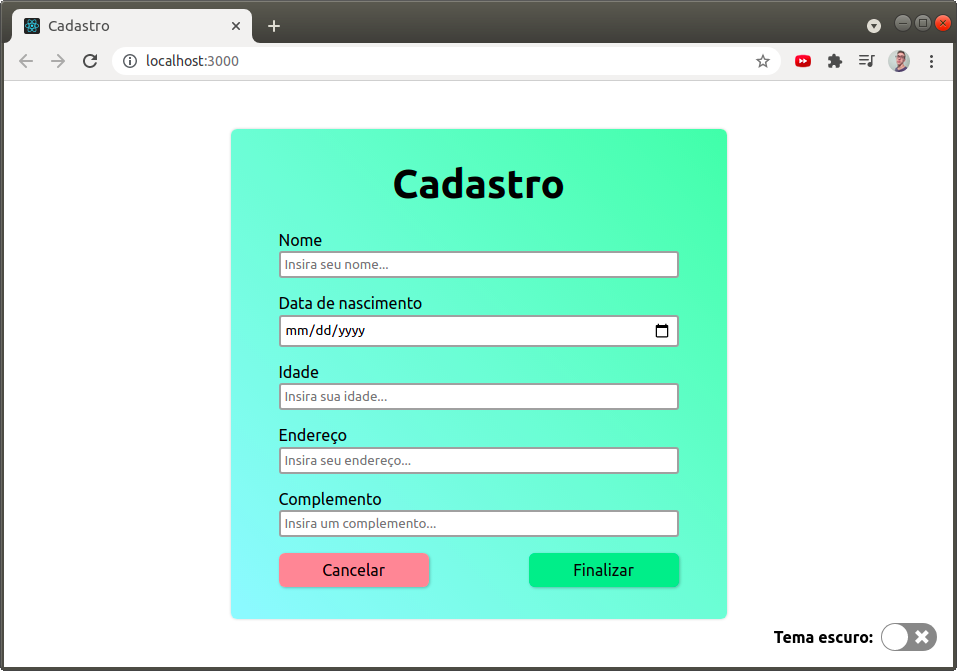 Cadastro
localhost:3000
Cadastro
Nome
Insira seu nome...
Data de nascimento
mm/dd/yyyy
Idade
Insira sua idade...
Endereço
Insira seu endereço...
Complemento
Insira um complemento...
Cancelar Finalizar
Tema escuro: